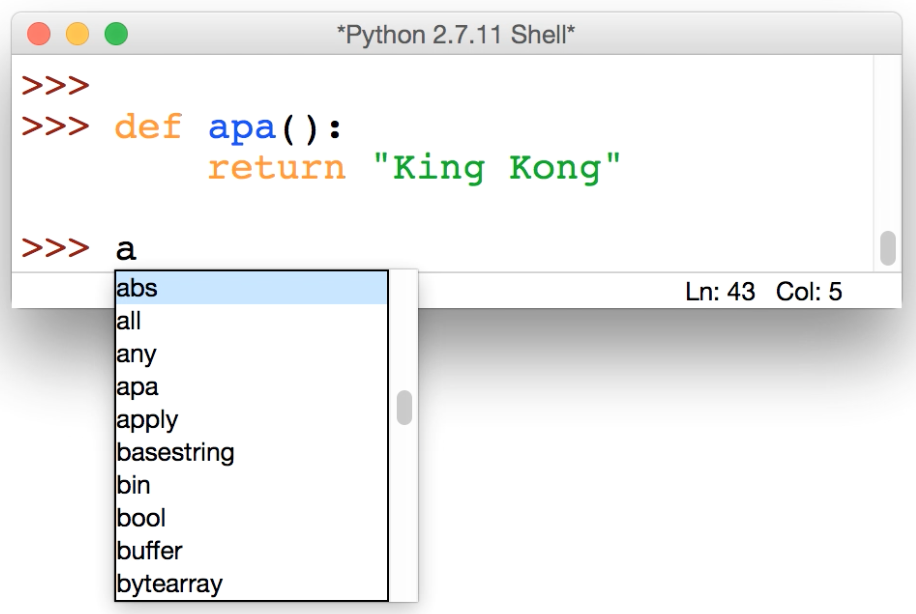 *Python 2.7.11 Shell*
>>>
>>> def apa():
        return "King Kong"
>>> a
abs
all
any
apa
apply
basestring
bin
bool
buffer
bytearray
Ln: 43 Col: 5